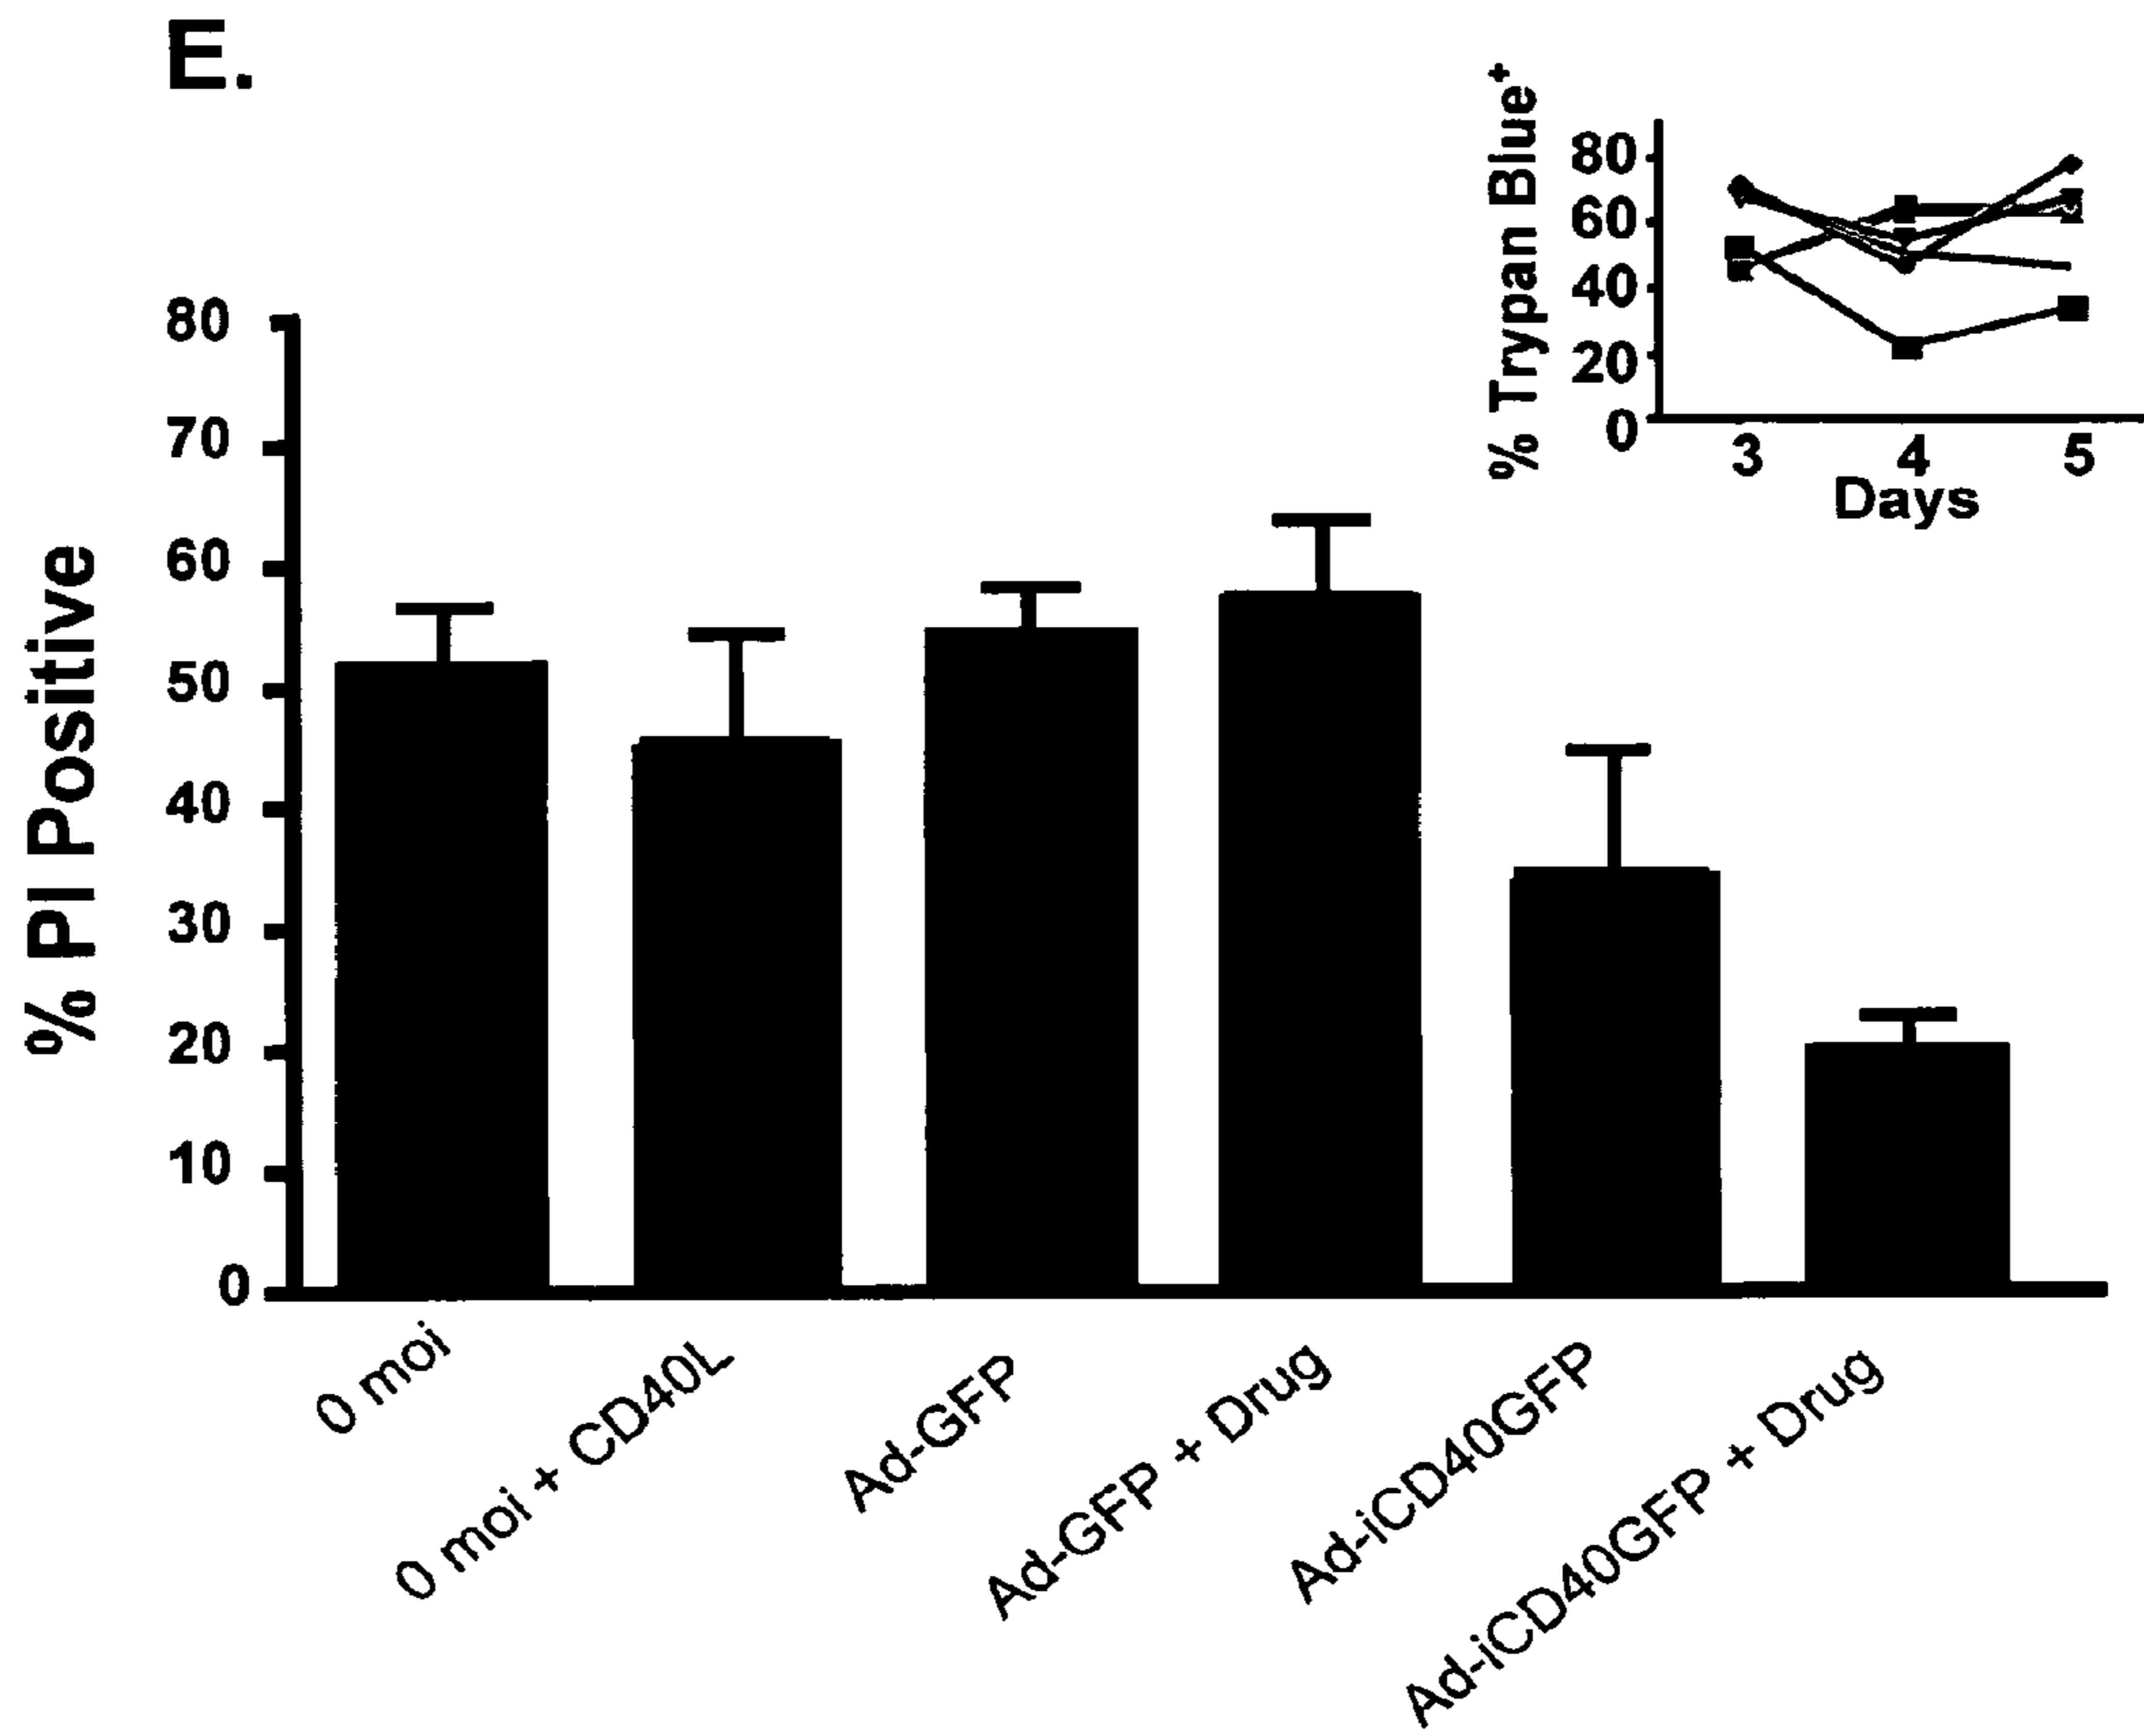 E.
% Trypan Blue+
80
60
40
20
0
3 4 5
Days
% PI Positive
80
70
60
50
40
30
20
10
0
0 moi
0 moi + CD40L
Ad-GFP
Ad-GFP + Drug
Ad-iCD40GFP
Ad-iCD40GFP + Drug